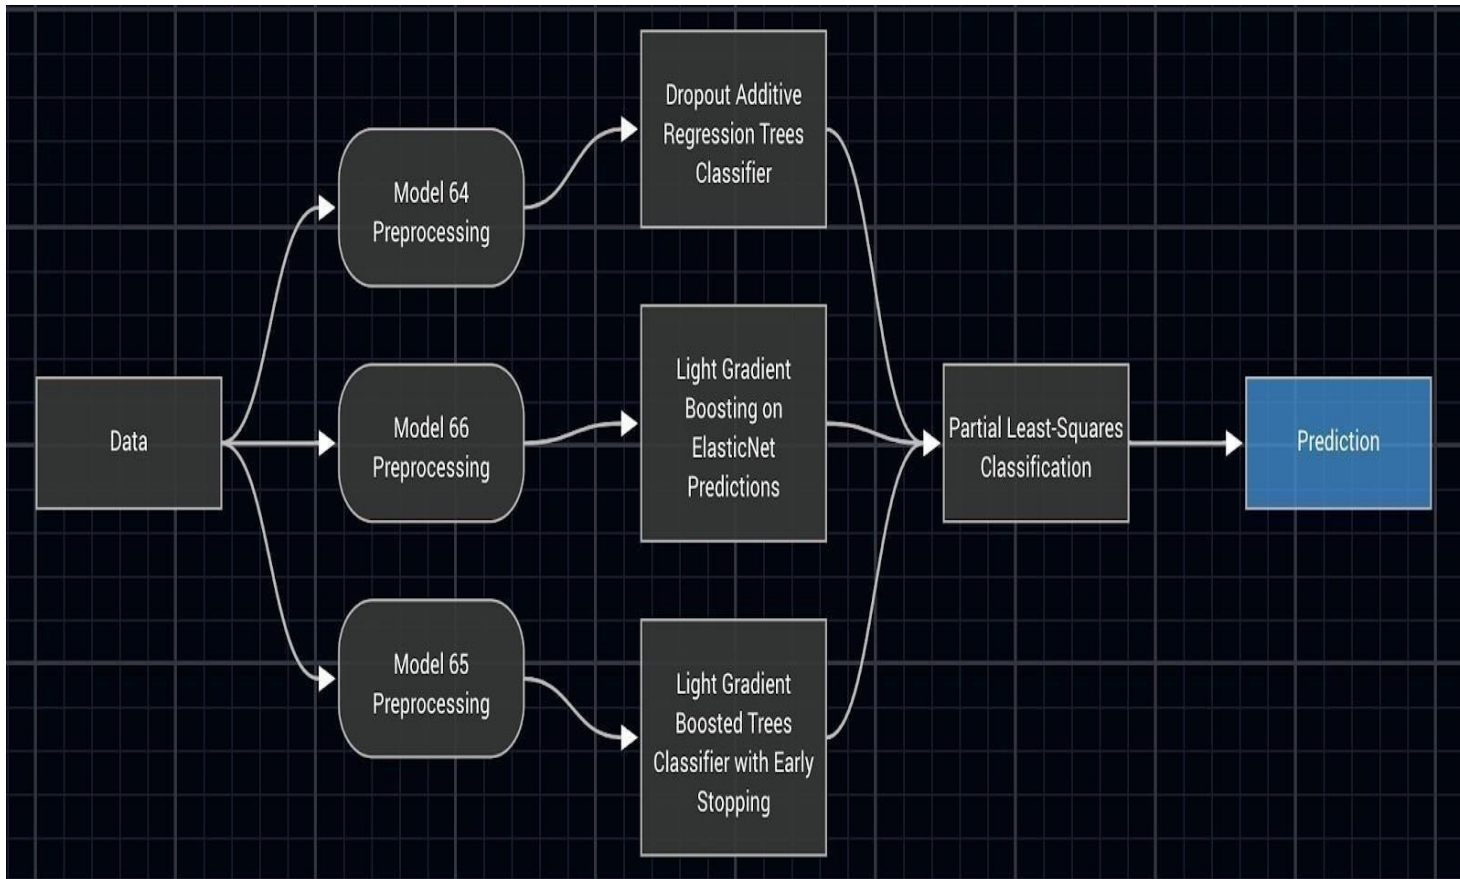 Data
Model 64
Preprocessing
Model 66
Preprocessing
Model 65
Preprocessing
Dropout Additive
Regression Trees
Classifier
Light Gradient
Boosting on
ElasticNet
Predictions
Light Gradient
Boosted Trees
Classifier with Early
Stopping
Partial Least-Squares
Classification
Prediction